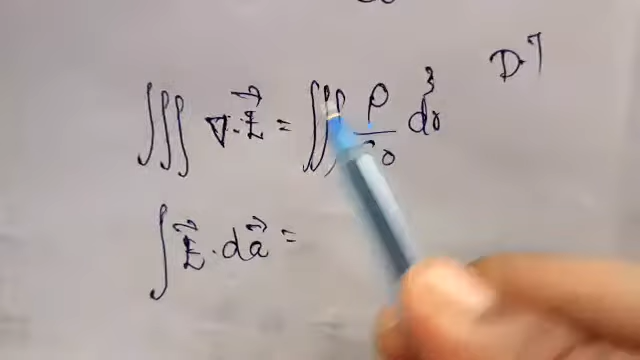 ∭ ∇·E⃗ = ∭ ρ/ε₀ d³r
∫ E⃗·da⃗ =